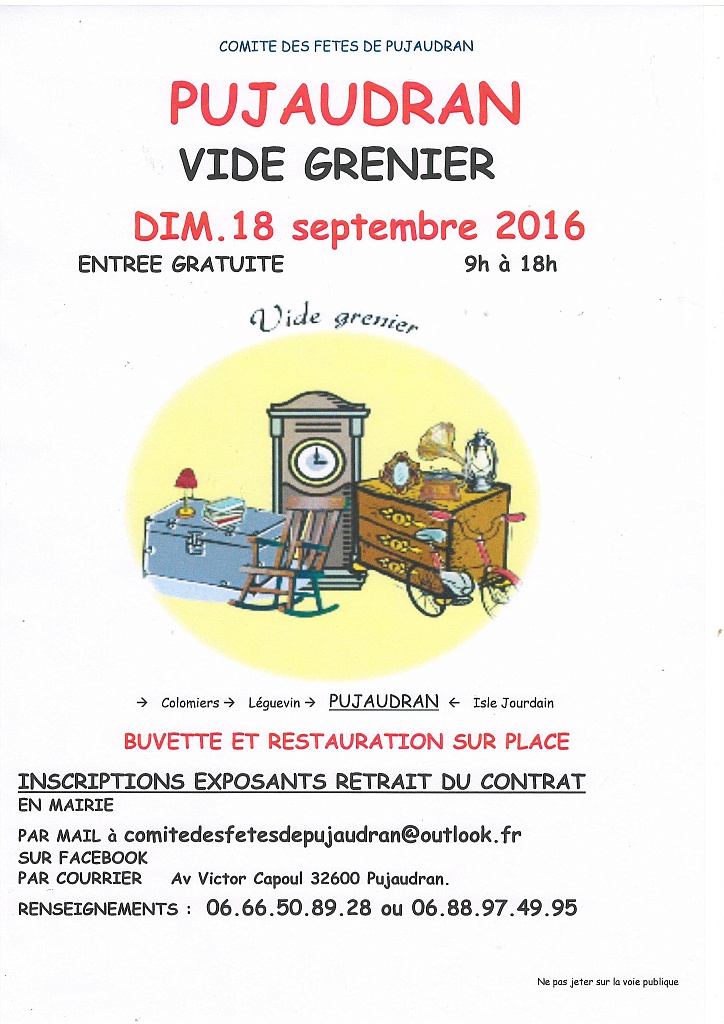 COMITE DES FETES DE PUJAUDRAN
PUJAUDRAN
VIDE GRENIER
DIM.18 septembre 2016
ENTREE GRATUITE 9h à 18h
Vide grenier
→ Colomiers → Léguevin → PUJAUDRAN ← Isle Jourdain
BUVETTE ET RESTAURATION SUR PLACE
INSCRIPTIONS EXPOSANTS RETRAIT DU CONTRAT
EN MAIRIE
PAR MAIL à comitedesfetesdepujaudran@outlook.fr
SUR FACEBOOK
PAR COURRIER Av Victor Capoul 32600 Pujaudran.
RENSEIGNEMENTS : 06.66.50.89.28 ou 06.88.97.49.95
Ne pas jeter sur la voie publique